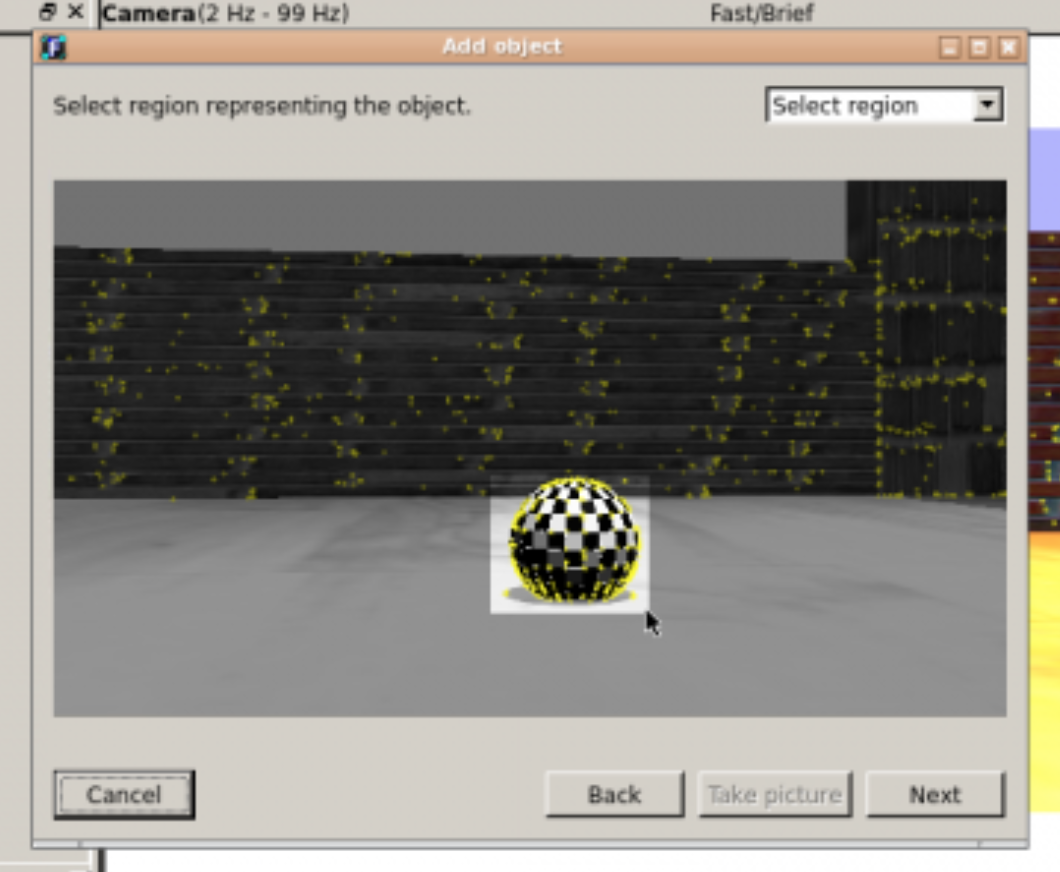 Camera(2 Hz - 99 Hz) Fast/Brief
Add object
Select region representing the object. Select region
Cancel Back Take picture Next